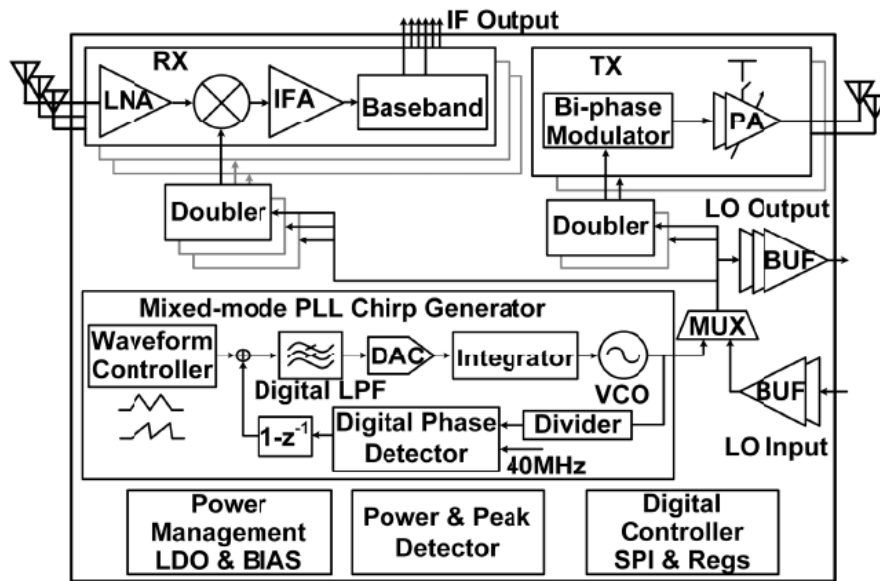 IF Output
RX
LNA
IFA
Baseband
TX
Bi-phase
Modulator
PA
Doubler
Doubler
LO Output
BUF
Mixed-mode PLL Chirp Generator
MUX
Waveform
Controller
DAC
Integrator
VCO
BUF
Digital LPF
1-z⁻¹
Digital Phase
Detector
Divider
40MHz
LO Input
Power
Management
LDO & BIAS
Power & Peak
Detector
Digital
Controller
SPI & Regs